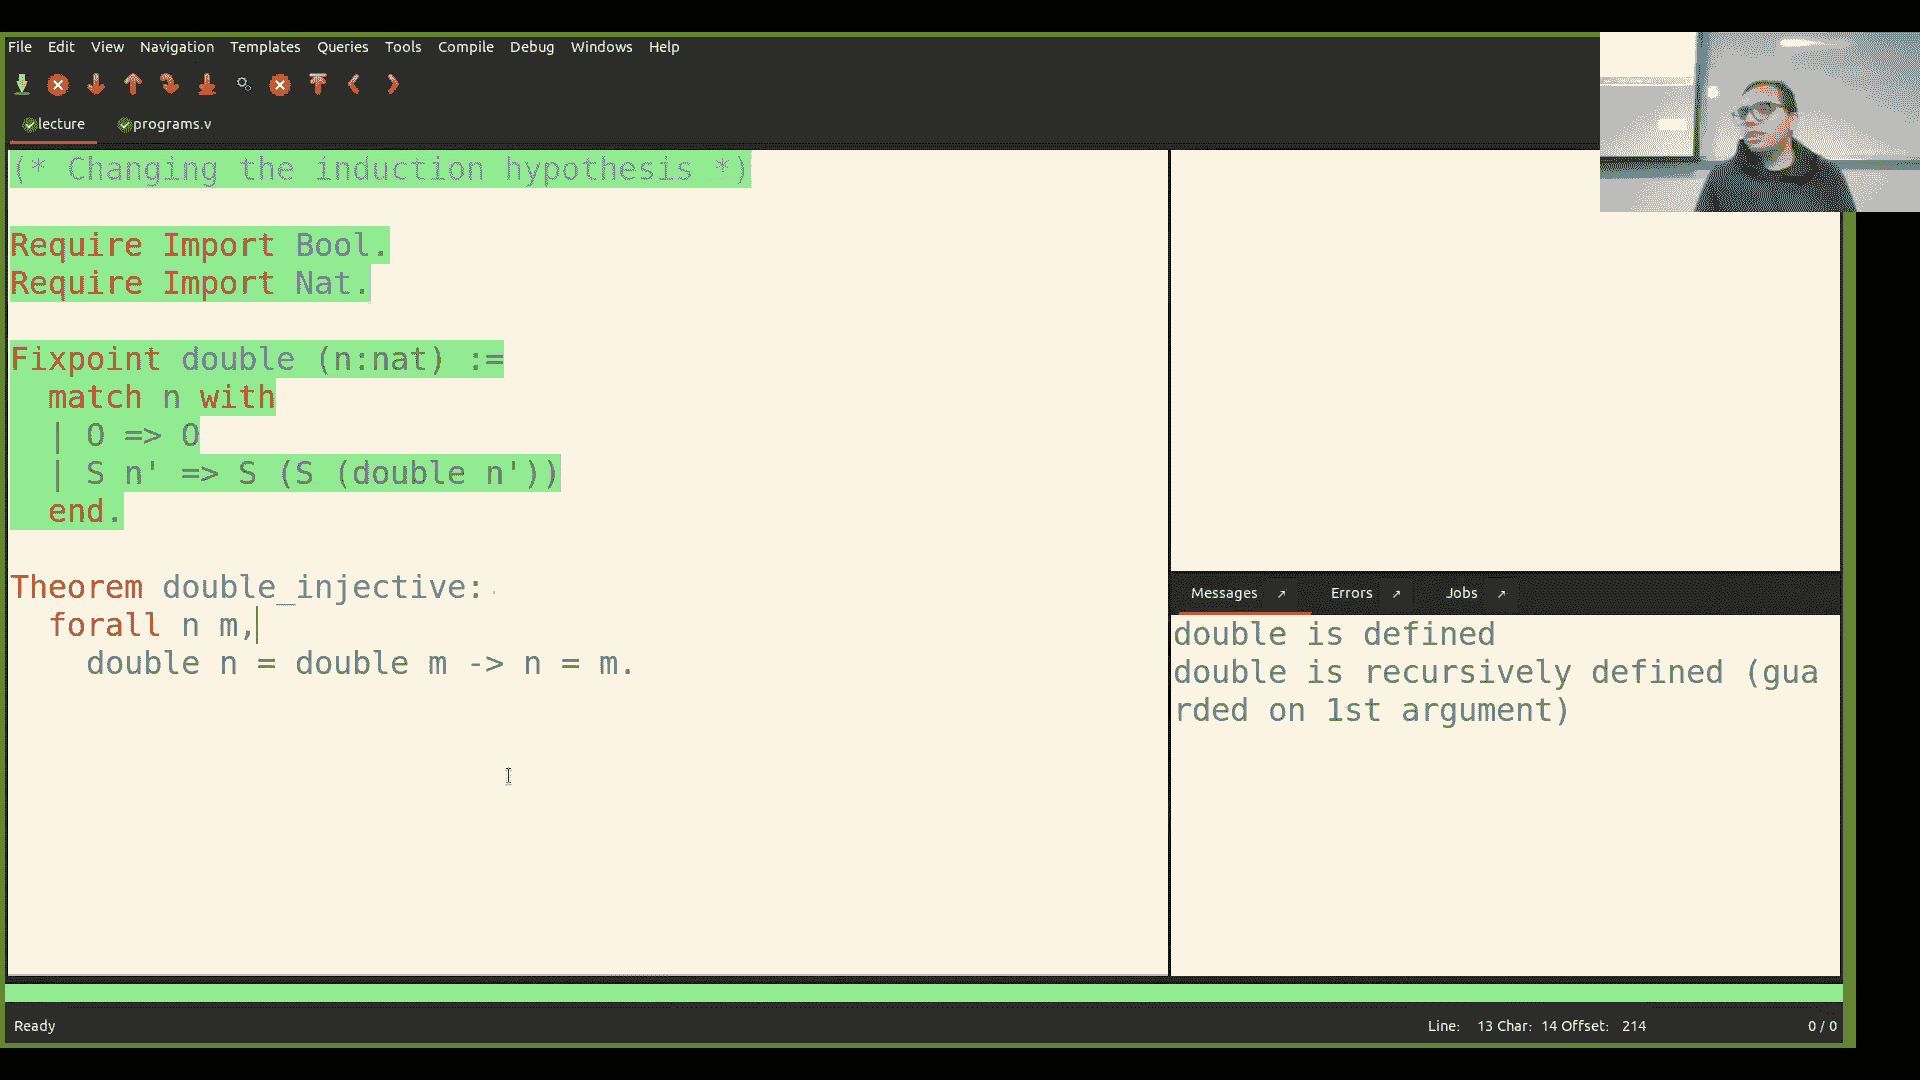 File Edit View Navigation Templates Queries Tools Compile Debug Windows Help
lecture programs.v
(* Changing the induction hypothesis *)
Require Import Bool.
Require Import Nat.
Fixpoint double (n:nat) :=
match n with
| O => O
| S n' => S (S (double n'))
end.
Theorem double_injective:
forall n m,
double n = double m -> n = m.
Messages ↗ Errors ↗ Jobs ↗
double is defined
double is recursively defined (gua
rded on 1st argument)
Ready Line: 13 Char: 14 Offset: 214 0 / 0